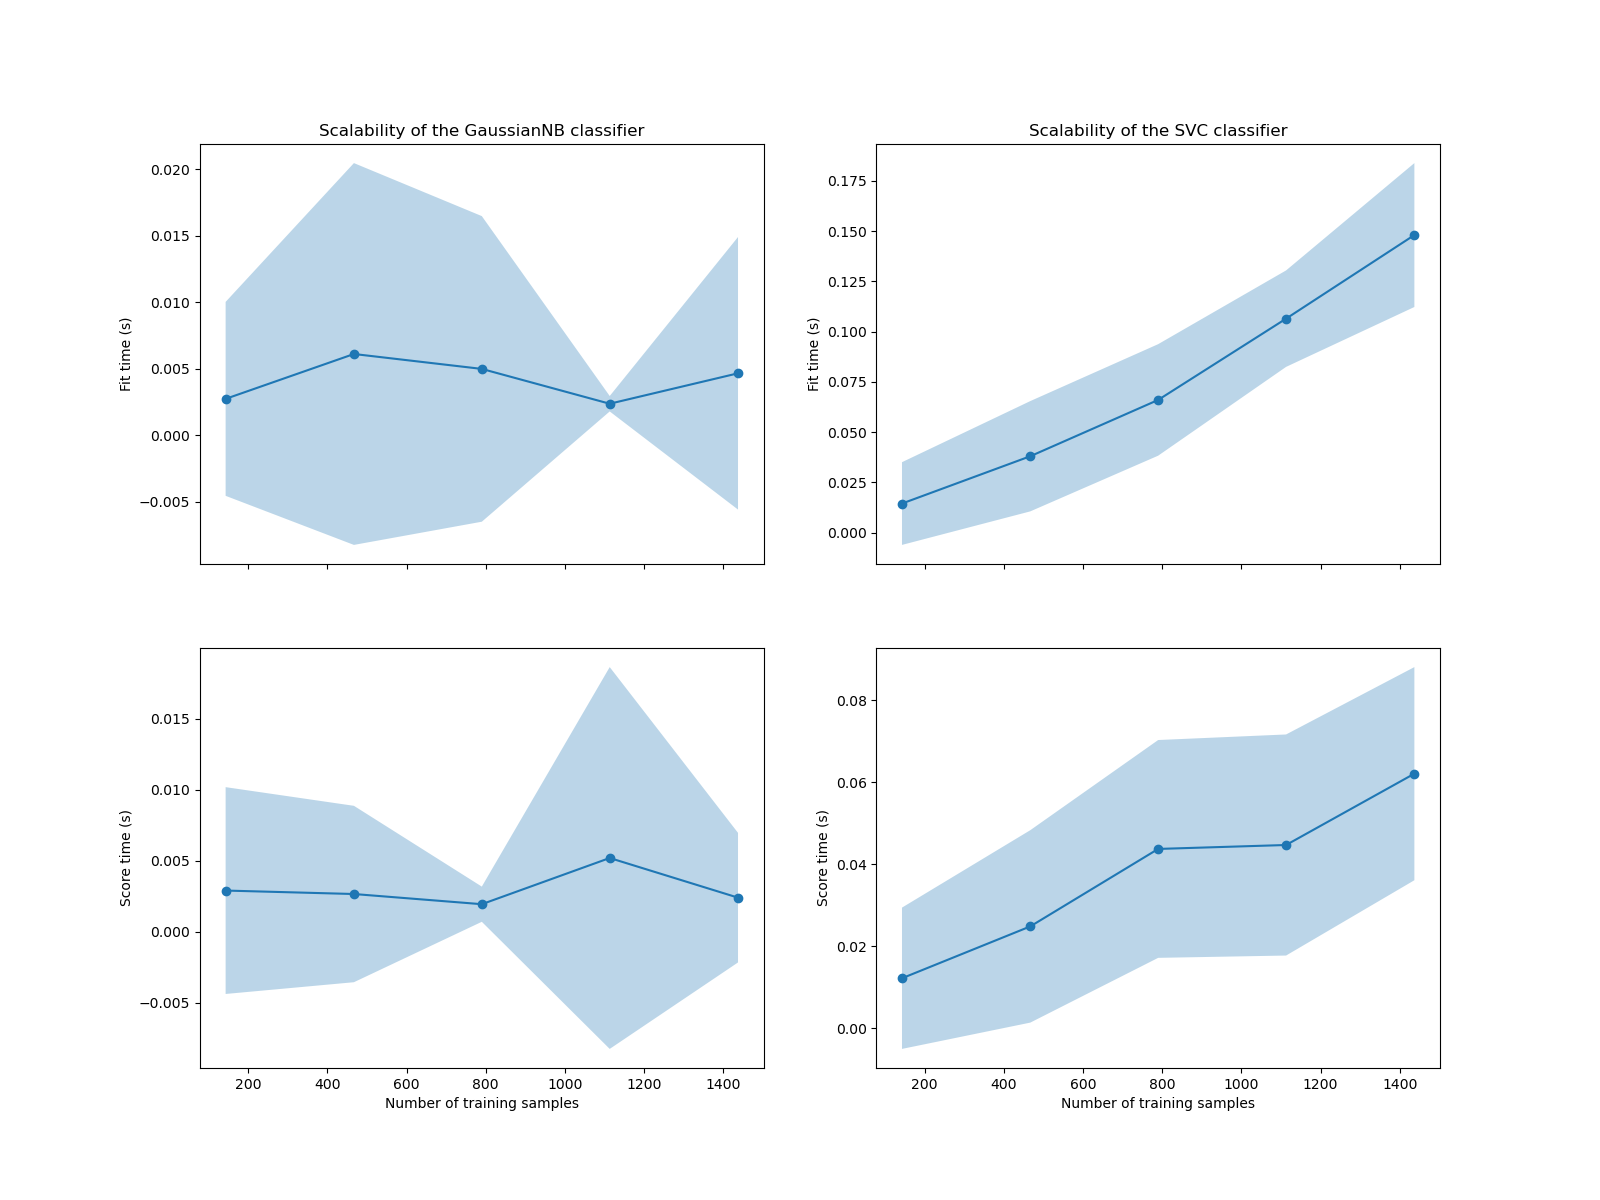 Scalability of the GaussianNB classifier
0.020
0.015
0.010
0.005
0.000
−0.005
Fit time (s)
Scalability of the SVC classifier
0.175
0.150
0.125
0.100
0.075
0.050
0.025
0.000
Fit time (s)
0.015
0.010
0.005
0.000
−0.005
Score time (s)
200 400 600 800 1000 1200 1400
Number of training samples
0.08
0.06
0.04
0.02
0.00
Score time (s)
200 400 600 800 1000 1200 1400
Number of training samples